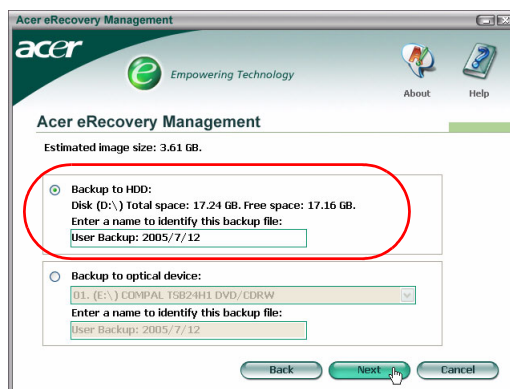 Acer eRecovery Management
acer
e Empowering Technology
About
Help
Acer eRecovery Management
Estimated image size: 3.61 GB.
Backup to HDD:
Disk (D:\) Total space: 17.24 GB. Free space: 17.16 GB.
Enter a name to identify this backup file:
User Backup: 2005/7/12
Backup to optical device:
01. (E:\) COMPAL TSB24H1 DVD/CDRW
Enter a name to identify this backup file:
User Backup: 2005/7/12
Back
Next
Cancel